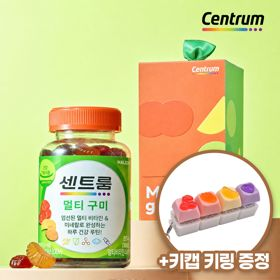 Centrum
센트룸
멀티 구미
엄선된 멀티 비타민 &
미네랄로 완성하는
하루 건강 루틴!
+키캡 키링 증정